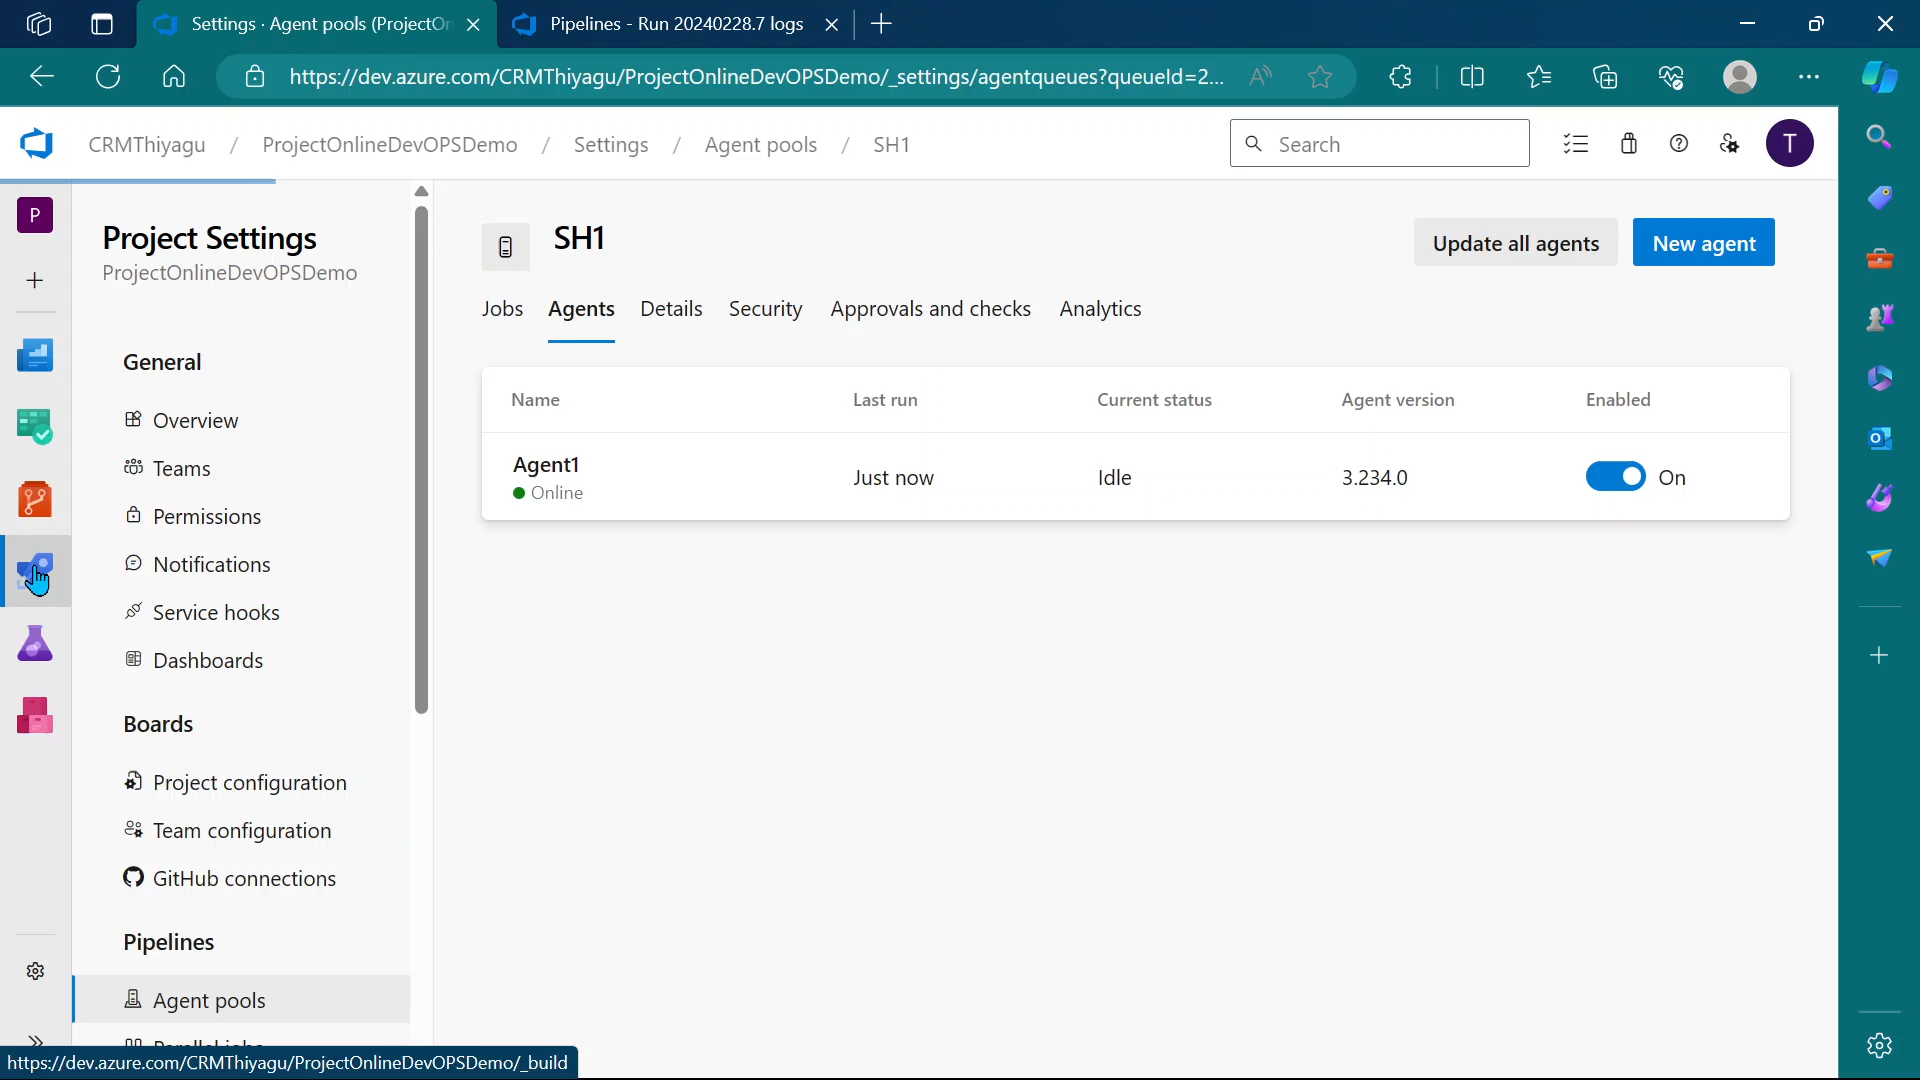 Settings · Agent pools (ProjectOn
Pipelines - Run 20240228.7 logs
https://dev.azure.com/CRMThiyagu/ProjectOnlineDevOPSDemo/_settings/agentqueues?queueId=2...
CRMThiyagu / ProjectOnlineDevOPSDemo / Settings / Agent pools / SH1
Search
T
P
Project Settings
ProjectOnlineDevOPSDemo
General
Overview
Teams
Permissions
Notifications
Service hooks
Dashboards
Boards
Project configuration
Team configuration
GitHub connections
Pipelines
Agent pools
https://dev.azure.com/CRMThiyagu/ProjectOnlineDevOPSDemo/_build
SH1
Update all agents
New agent
Jobs Agents Details Security Approvals and checks Analytics
Name Last run Current status Agent version Enabled
Agent1
Online
Just now Idle 3.234.0 On